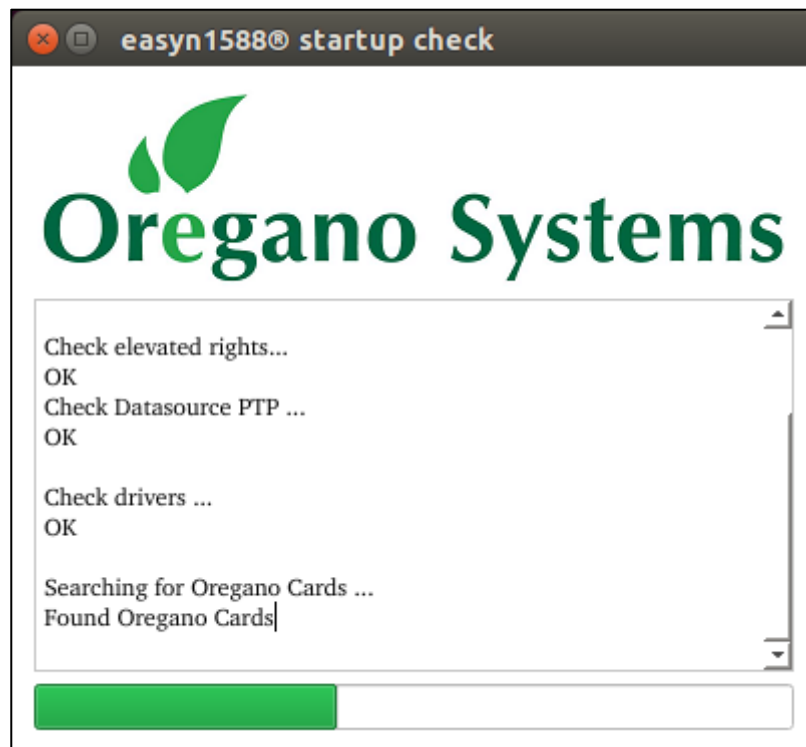 easyn1588® startup check
Oregano Systems
Check elevated rights...
OK
Check Datasource PTP ...
OK
Check drivers ...
OK
Searching for Oregano Cards ...
Found Oregano Cards